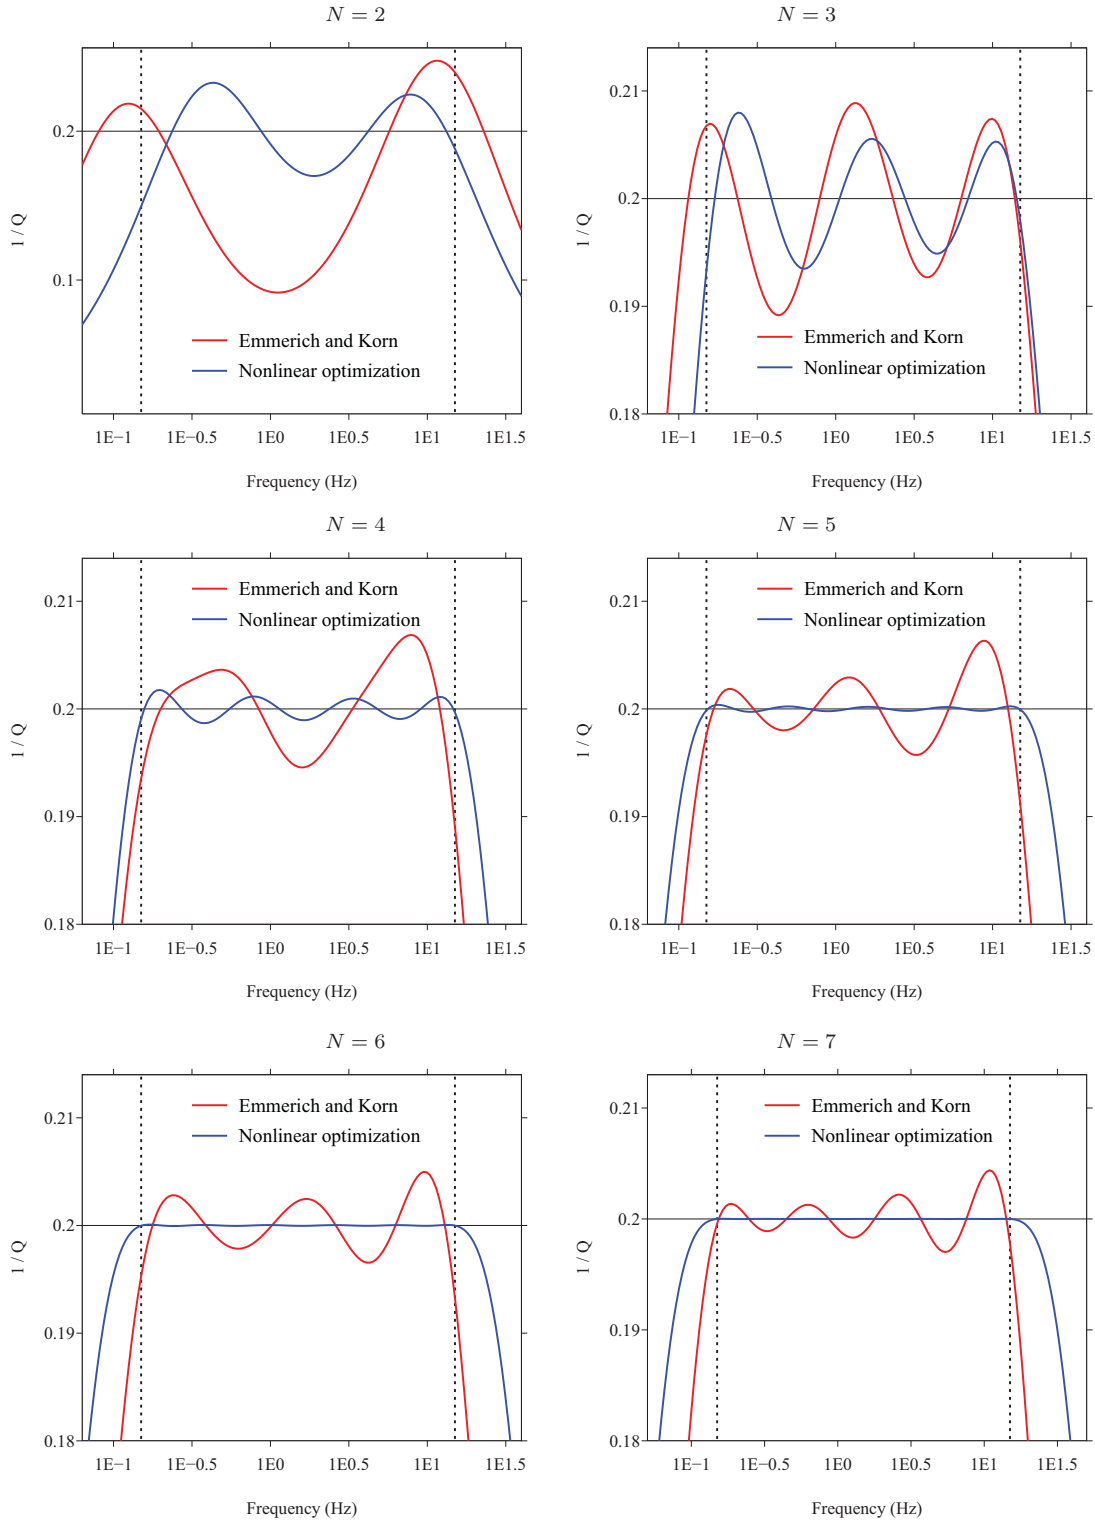 N = 2
0.2
0.1
1 / Q
Emmerich and Korn
Nonlinear optimization
1E−1
1E−0.5
1E0
1E0.5
1E1
1E1.5
Frequency (Hz)
N = 3
0.21
0.2
0.19
0.18
1 / Q
Emmerich and Korn
Nonlinear optimization
1E−1
1E−0.5
1E0
1E0.5
1E1
1E1.5
Frequency (Hz)
N = 4
0.21
0.2
0.19
0.18
1 / Q
Emmerich and Korn
Nonlinear optimization
1E−1
1E−0.5
1E0
1E0.5
1E1
1E1.5
Frequency (Hz)
N = 5
0.21
0.2
0.19
0.18
1 / Q
Emmerich and Korn
Nonlinear optimization
1E−1
1E−0.5
1E0
1E0.5
1E1
1E1.5
Frequency (Hz)
N = 6
0.21
0.2
0.19
0.18
1 / Q
Emmerich and Korn
Nonlinear optimization
1E−1
1E−0.5
1E0
1E0.5
1E1
1E1.5
Frequency (Hz)
N = 7
0.21
0.2
0.19
0.18
1 / Q
Emmerich and Korn
Nonlinear optimization
1E−1
1E−0.5
1E0
1E0.5
1E1
1E1.5
Frequency (Hz)